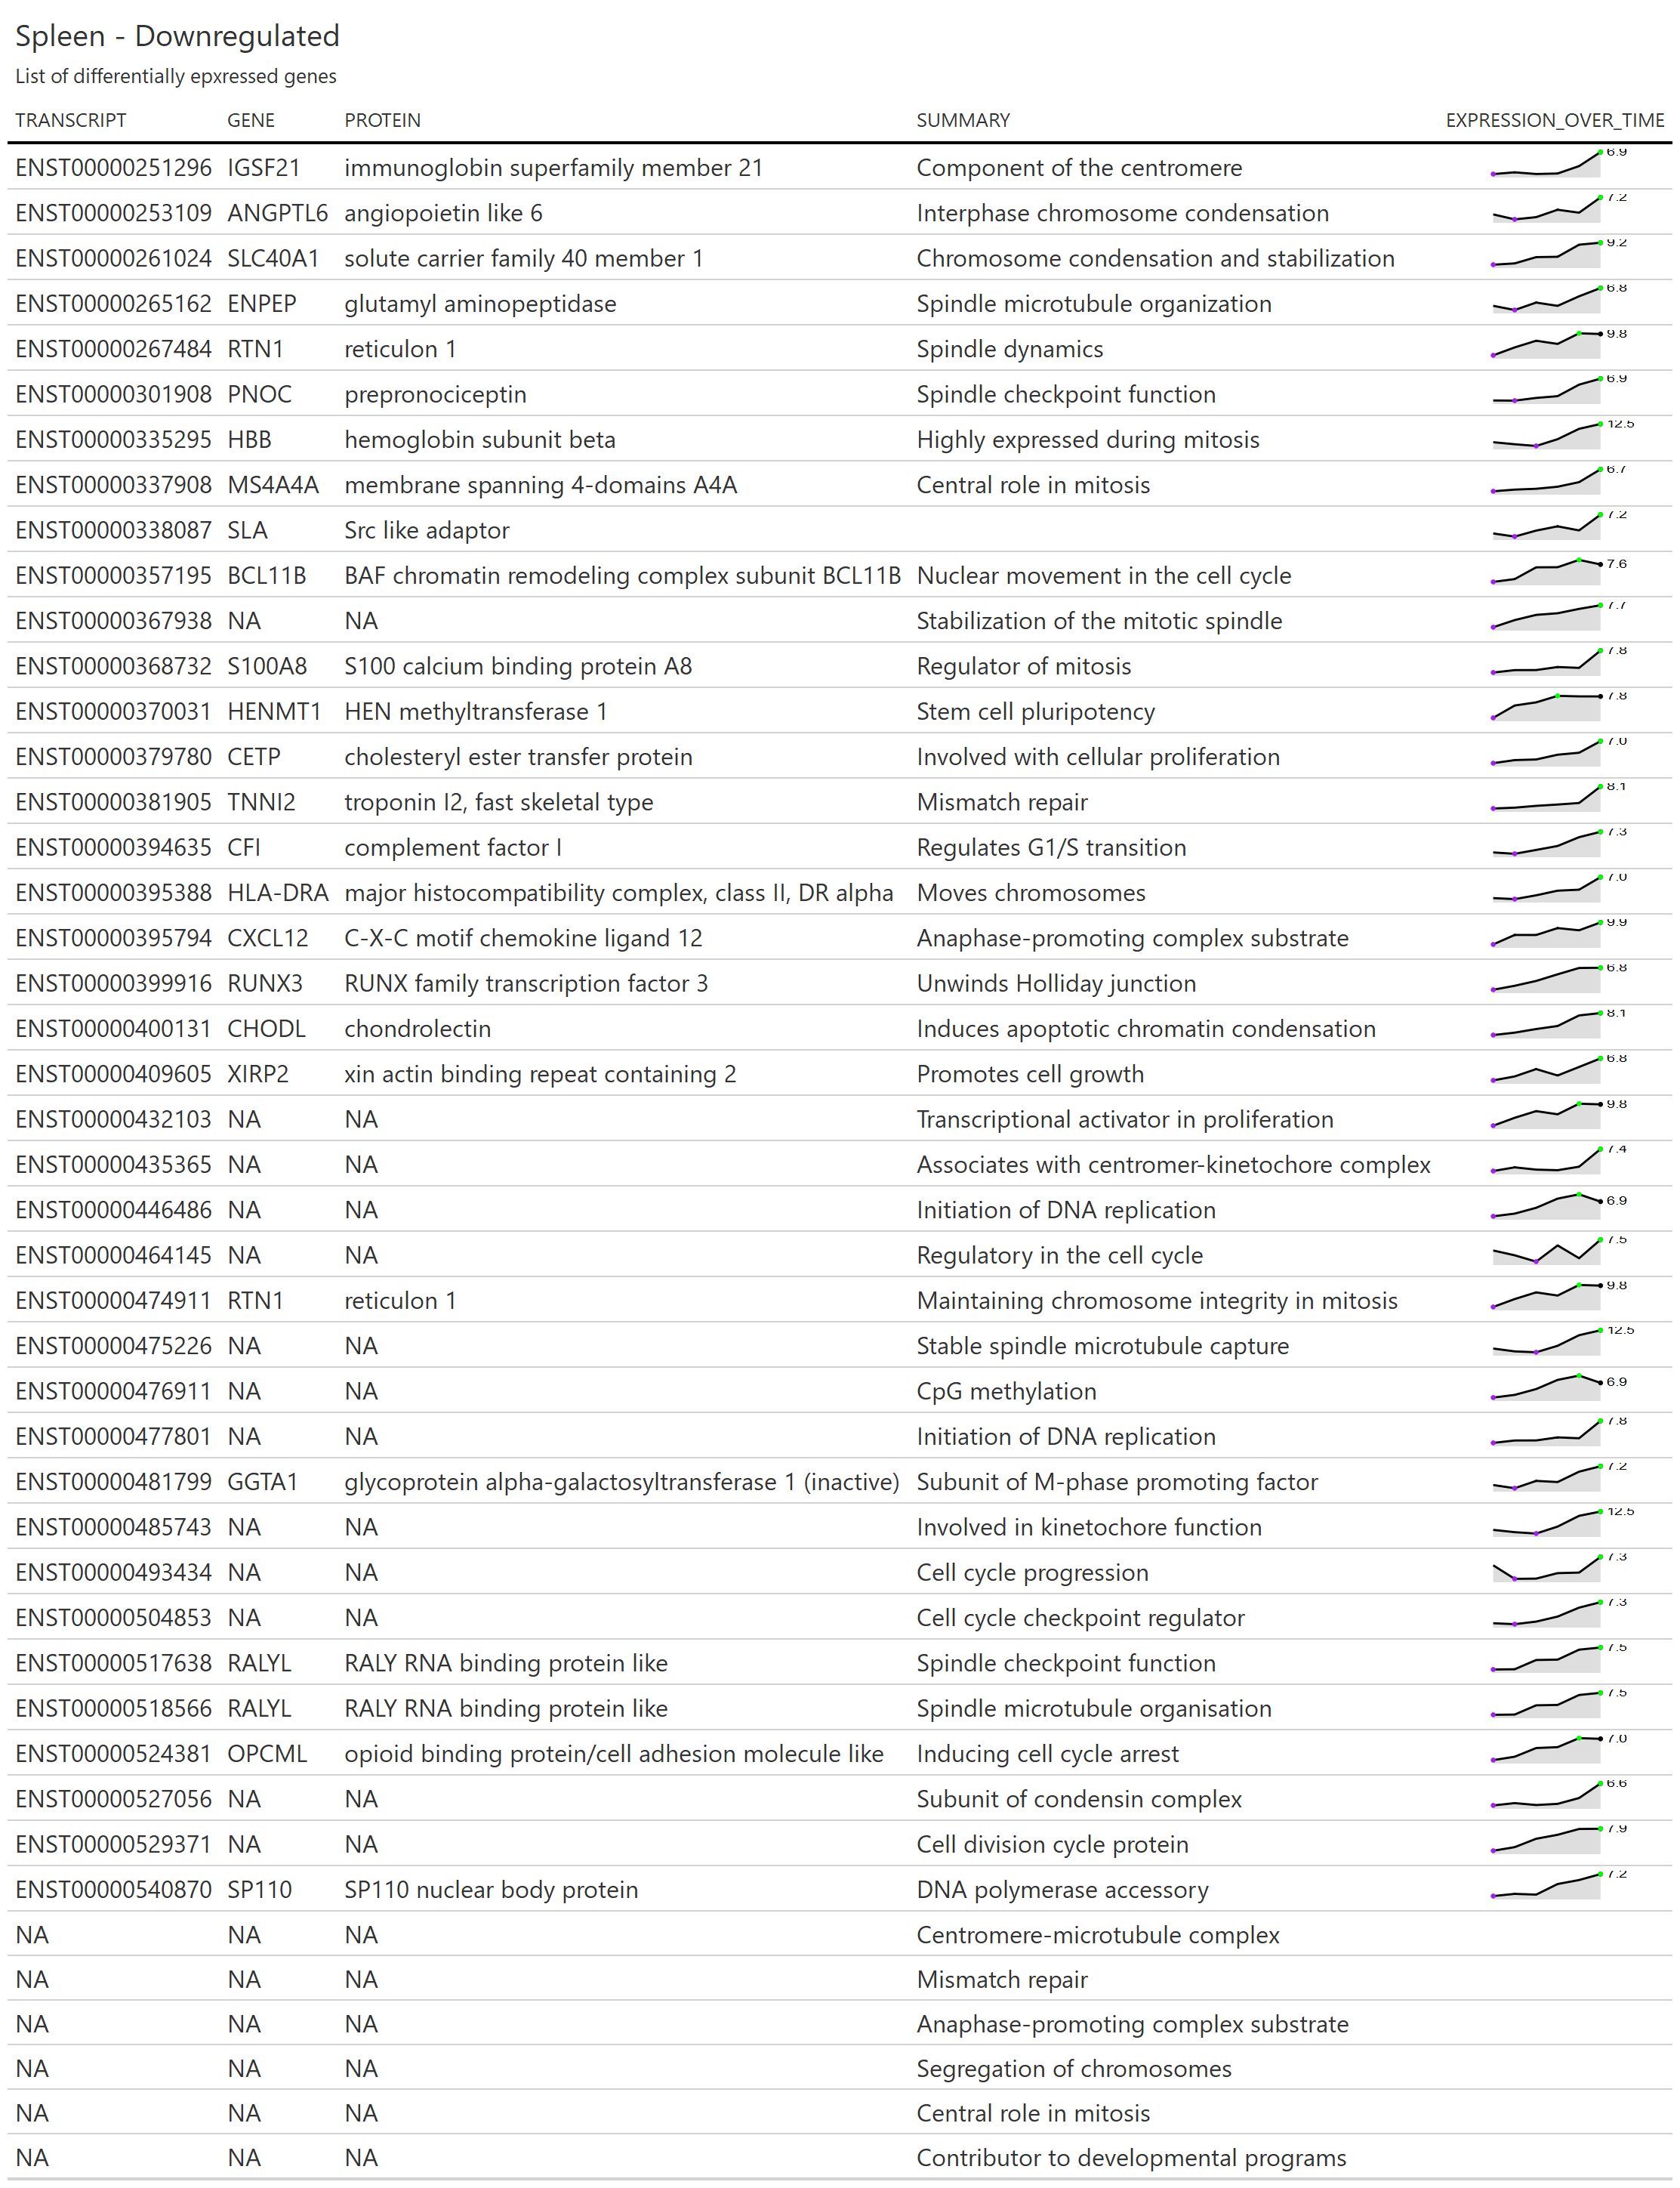 Spleen - Downregulated
List of differentially epxressed genes
TRANSCRIPT GENE PROTEIN SUMMARY EXPRESSION_OVER_TIME
ENST00000251296 IGSF21 immunoglobin superfamily member 21 Component of the centromere 6.9
ENST00000253109 ANGPTL6 angiopoietin like 6 Interphase chromosome condensation 7.2
ENST00000261024 SLC40A1 solute carrier family 40 member 1 Chromosome condensation and stabilization 9.2
ENST00000265162 ENPEP glutamyl aminopeptidase Spindle microtubule organization 6.8
ENST00000267484 RTN1 reticulon 1 Spindle dynamics 9.8
ENST00000301908 PNOC prepronociceptin Spindle checkpoint function 6.9
ENST00000335295 HBB hemoglobin subunit beta Highly expressed during mitosis 12.5
ENST00000337908 MS4A4A membrane spanning 4-domains A4A Central role in mitosis 6.7
ENST00000338087 SLA Src like adaptor 7.2
ENST00000357195 BCL11B BAF chromatin remodeling complex subunit BCL11B Nuclear movement in the cell cycle 7.6
ENST00000367938 NA NA Stabilization of the mitotic spindle 7.7
ENST00000368732 S100A8 S100 calcium binding protein A8 Regulator of mitosis 7.8
ENST00000370031 HENMT1 HEN methyltransferase 1 Stem cell pluripotency 7.8
ENST00000379780 CETP cholesteryl ester transfer protein Involved with cellular proliferation 7.0
ENST00000381905 TNNI2 troponin I2, fast skeletal type Mismatch repair 8.1
ENST00000394635 CFI complement factor I Regulates G1/S transition 7.3
ENST00000395388 HLA-DRA major histocompatibility complex, class II, DR alpha Moves chromosomes 7.0
ENST00000395794 CXCL12 C-X-C motif chemokine ligand 12 Anaphase-promoting complex substrate 9.9
ENST00000399916 RUNX3 RUNX family transcription factor 3 Unwinds Holliday junction 6.8
ENST00000400131 CHODL chondrolectin Induces apoptotic chromatin condensation 8.1
ENST00000409605 XIRP2 xin actin binding repeat containing 2 Promotes cell growth 6.8
ENST00000432103 NA NA Transcriptional activator in proliferation 9.8
ENST00000435365 NA NA Associates with centromer-kinetochore complex 7.4
ENST00000446486 NA NA Initiation of DNA replication 6.9
ENST00000464145 NA NA Regulatory in the cell cycle 7.5
ENST00000474911 RTN1 reticulon 1 Maintaining chromosome integrity in mitosis 9.8
ENST00000475226 NA NA Stable spindle microtubule capture 12.5
ENST00000476911 NA NA CpG methylation 6.9
ENST00000477801 NA NA Initiation of DNA replication 7.8
ENST00000481799 GGTA1 glycoprotein alpha-galactosyltransferase 1 (inactive) Subunit of M-phase promoting factor 7.2
ENST00000485743 NA NA Involved in kinetochore function 12.5
ENST00000493434 NA NA Cell cycle progression 7.3
ENST00000504853 NA NA Cell cycle checkpoint regulator 7.3
ENST00000517638 RALYL RALY RNA binding protein like Spindle checkpoint function 7.5
ENST00000518566 RALYL RALY RNA binding protein like Spindle microtubule organisation 7.5
ENST00000524381 OPCML opioid binding protein/cell adhesion molecule like Inducing cell cycle arrest 7.0
ENST00000527056 NA NA Subunit of condensin complex 6.6
ENST00000529371 NA NA Cell division cycle protein 7.9
ENST00000540870 SP110 SP110 nuclear body protein DNA polymerase accessory 7.2
NA NA NA Centromere-microtubule complex
NA NA NA Mismatch repair
NA NA NA Anaphase-promoting complex substrate
NA NA NA Segregation of chromosomes
NA NA NA Central role in mitosis
NA NA NA Contributor to developmental programs